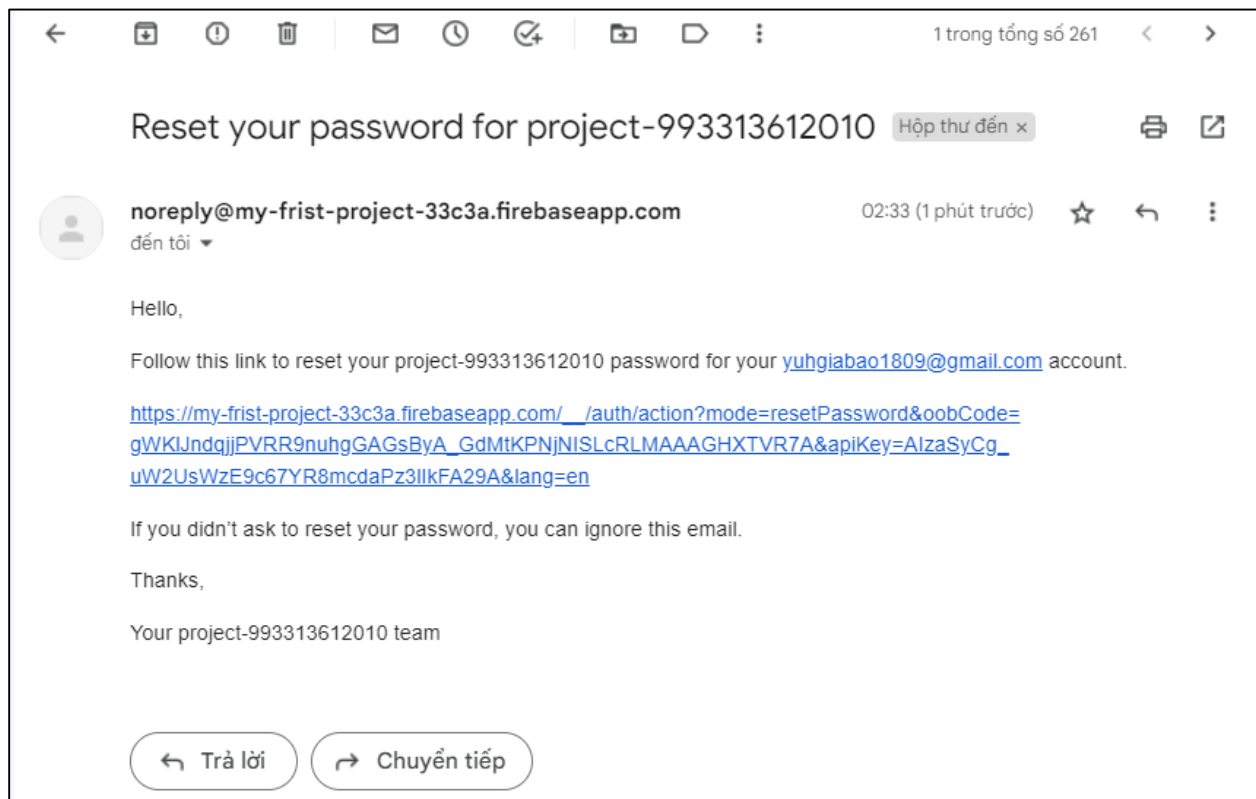 1 trong tổng số 261
Reset your password for project-993313612010 Hộp thư đến ×
noreply@my-frist-project-33c3a.firebaseapp.com 02:33 (1 phút trước)
đến tôi
Hello,
Follow this link to reset your project-993313612010 password for your yuhgiabao1809@gmail.com account.
https://my-frist-project-33c3a.firebaseapp.com/__/auth/action?mode=resetPassword&oobCode=
gWKIJndqjjPVRR9nuhgGAGsByA_GdMtKPNjNISLcRLMAAAGHXTVR7A&apiKey=AIzaSyCg_
uW2UsWzE9c67YR8mcdaPz3IIkFA29A&lang=en
If you didn’t ask to reset your password, you can ignore this email.
Thanks,
Your project-993313612010 team
Trả lời Chuyển tiếp